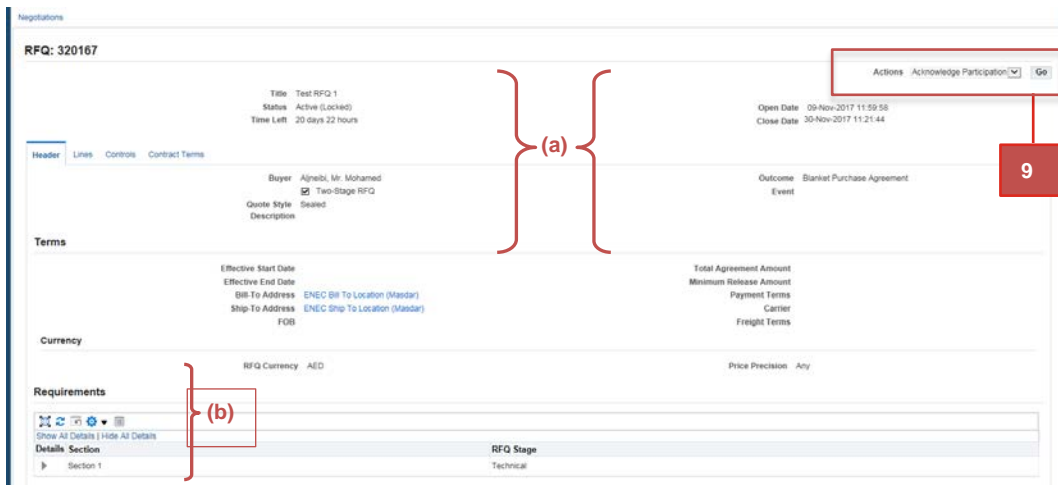 Negotiations
RFQ: 320167
Actions Acknowledge Participation Go
Title Test RFQ 1
Status Active (Locked)
Time Left 20 days 22 hours
Open Date 09-Nov-2017 11:59:58
Close Date 30-Nov-2017 11:21:44
(a)
9
Header Lines Controls Contract Terms
Buyer Aljneibi, Mr. Mohamed
Two-Stage RFQ
Quote Style Sealed
Description
Outcome Blanket Purchase Agreement
Event
Terms
Effective Start Date
Effective End Date
Bill-To Address ENEC Bill To Location (Masdar)
Ship-To Address ENEC Ship To Location (Masdar)
FOB
Total Agreement Amount
Minimum Release Amount
Payment Terms
Carrier
Freight Terms
Currency
RFQ Currency AED
Price Precision Any
Requirements
(b)
Show All Details | Hide All Details
Details Section RFQ Stage
Section 1 Technical